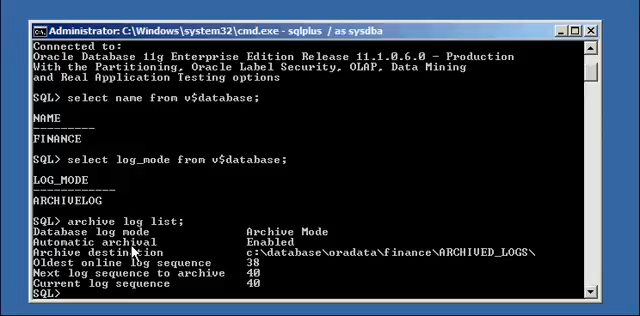 Administrator: C:\Windows\system32\cmd.exe - sqlplus / as sysdba
Connected to:
Oracle Database 11g Enterprise Edition Release 11.1.0.6.0 - Production
With the Partitioning, Oracle Label Security, OLAP, Data Mining
and Real Application Testing options
SQL> select name from v$database;
NAME
---------
FINANCE
SQL> select log_mode from v$database;
LOG_MODE
------------
ARCHIVELOG
SQL> archive log list;
Database log mode Archive Mode
Automatic archival Enabled
Archive destination c:\database\oradata\finance\ARCHIVED_LOGS\
Oldest online log sequence 38
Next log sequence to archive 40
Current log sequence 40
SQL>